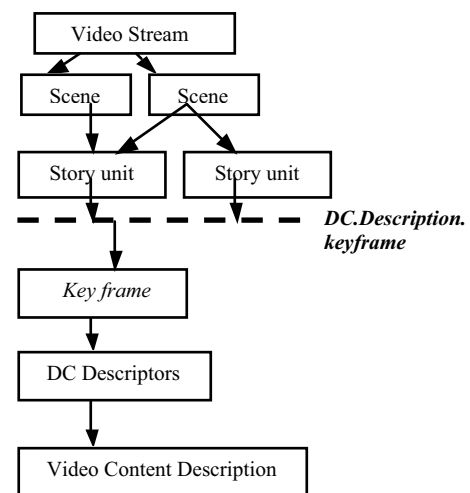 Video Stream
Scene
Scene
Story unit
Story unit
DC.Description.
keyframe
Key frame
DC Descriptors
Video Content Description